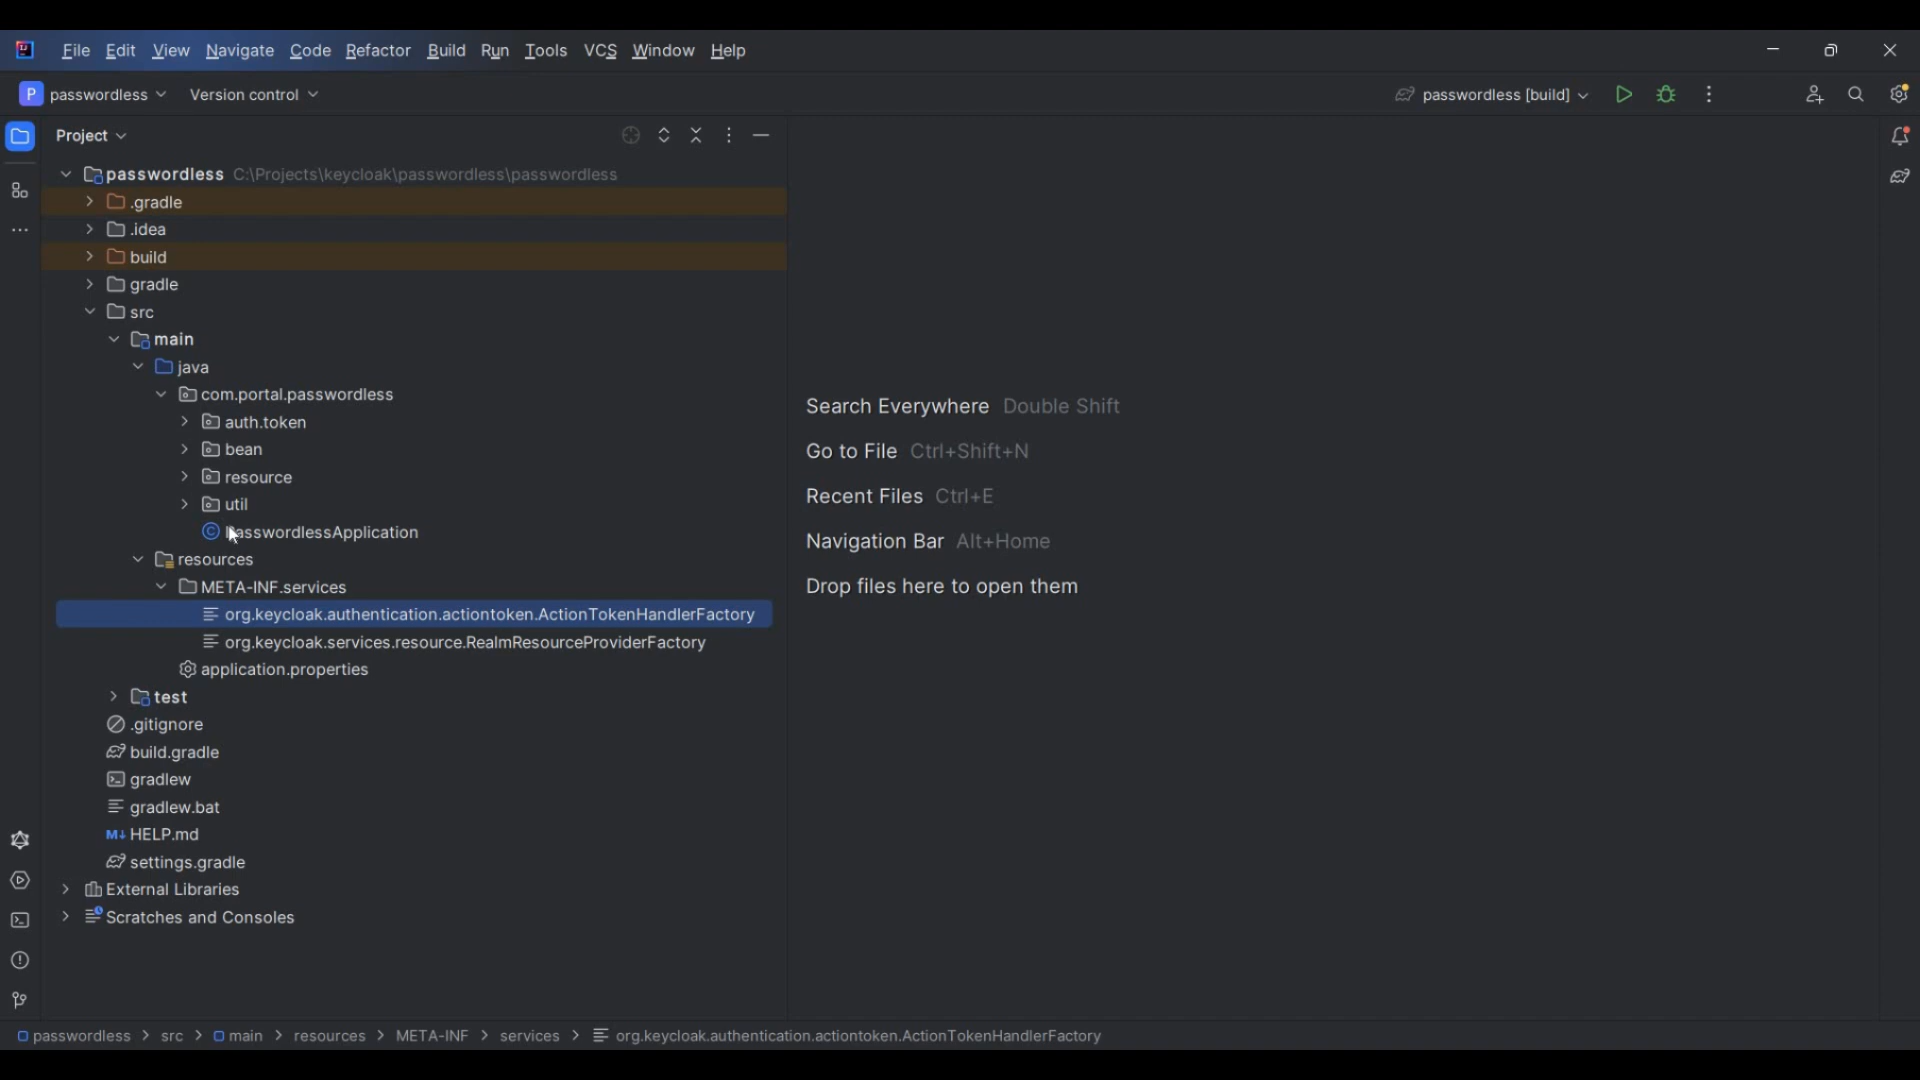 File Edit View Navigate Code Refactor Build Run Tools VCS Window Help
P passwordless Version control passwordless [build]
Project
passwordless C:\Projects\keycloak\passwordless\passwordless
.gradle
.idea
build
gradle
src
main
java
com.portal.passwordless
auth.token
bean
resource
util
asswordlessApplication
resources
META-INF.services
org.keycloak.authentication.actiontoken.ActionTokenHandlerFactory
org.keycloak.services.resource.RealmResourceProviderFactory
application.properties
test
.gitignore
build.gradle
gradlew
gradlew.bat
M↓ HELP.md
settings.gradle
External Libraries
Scratches and Consoles
Search Everywhere Double Shift
Go to File Ctrl+Shift+N
Recent Files Ctrl+E
Navigation Bar Alt+Home
Drop files here to open them
passwordless > src > main > resources > META-INF > services > org.keycloak.authentication.actiontoken.ActionTokenHandlerFactory